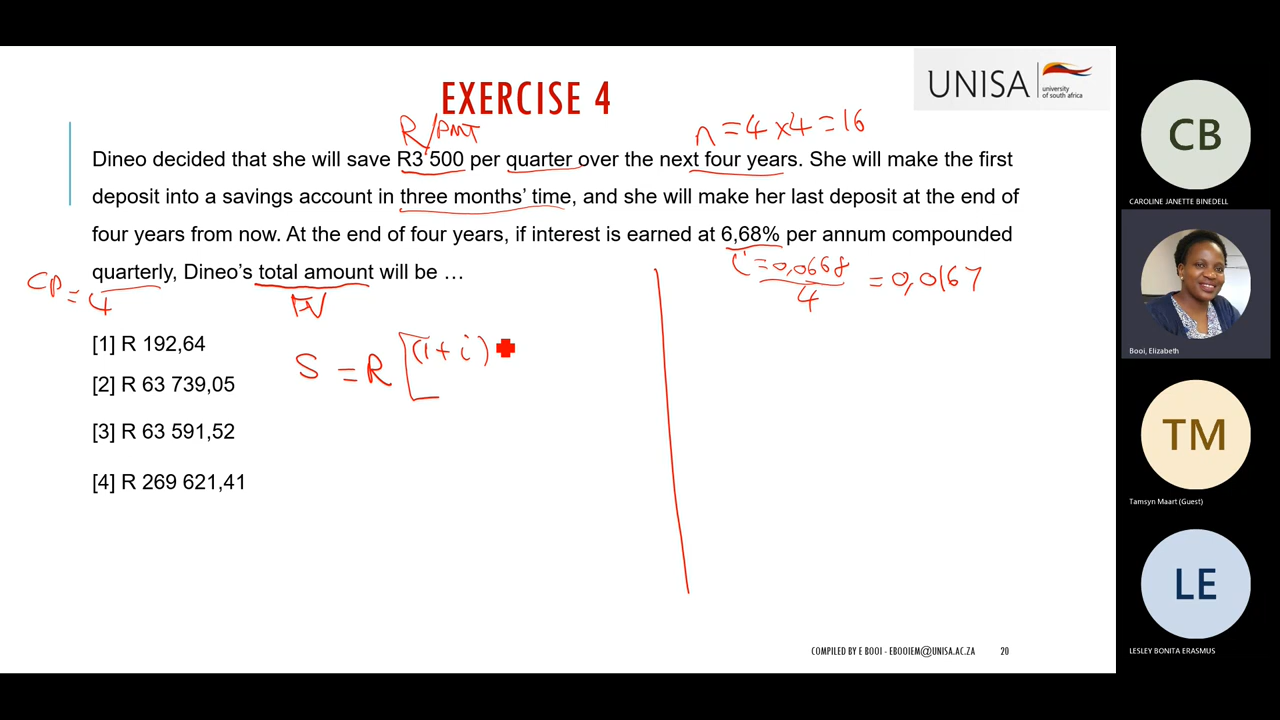 EXERCISE 4
UNISA
university
of south africa
R/PMT
n = 4 x 4 = 16
Dineo decided that she will save R3 500 per quarter over the next four years. She will make the first
deposit into a savings account in three months’ time, and she will make her last deposit at the end of
four years from now. At the end of four years, if interest is earned at 6,68% per annum compounded
quarterly, Dineo’s total amount will be …
CP = 4
FV
i = 0,0668
4
= 0,0167
[1] R 192,64
[2] R 63 739,05
[3] R 63 591,52
[4] R 269 621,41
S = R [(1 + i)
COMPILED BY E BOOI - EBOOIEM@UNISA.AC.ZA
20
CB
CAROLINE JANETTE BINEDELL
Booi, Elizabeth
TM
Tamsyn Maart (Guest)
LE
LESLEY BONITA ERASMUS